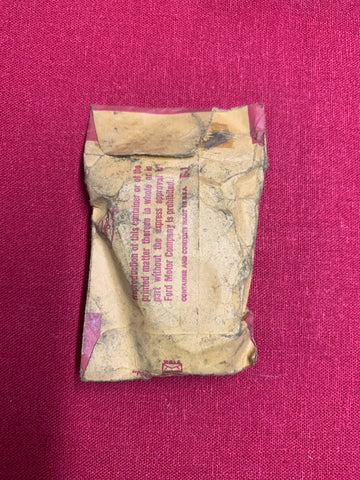 Reproduction of this container or of the
printed matter thereon in whole or in
part without the express approval of
Ford Motor Company is prohibited.
CONTAINER AND CONTENTS MADE IN U.S.A.